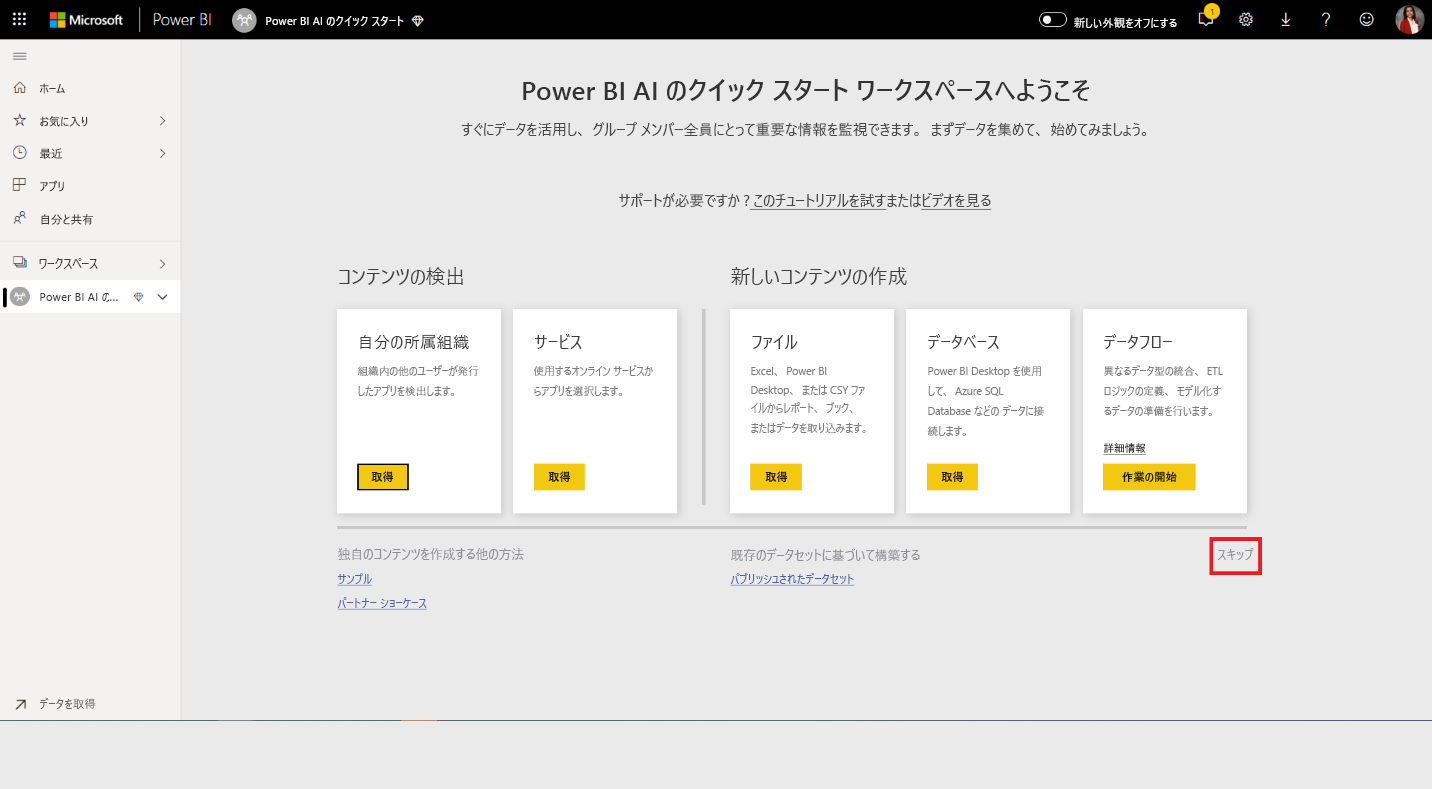 Microsoft Power BI Power BI AI のクイック スタート 新しい外観をオフにする 1
ホーム
お気に入り
最近
アプリ
自分と共有
ワークスペース
Power BI AI の...
データを取得
Power BI AI のクイック スタート ワークスペースへようこそ
すぐにデータを活用し、グループ メンバー全員にとって重要な情報を監視できます。まずデータを集めて、始めてみましょう。
サポートが必要ですか?このチュートリアルを試すまたはビデオを見る
コンテンツの検出
自分の所属組織
組織内の他のユーザーが発行
したアプリを検出します。
取得
サービス
使用するオンライン サービスか
らアプリを選択します。
取得
新しいコンテンツの作成
ファイル
Excel、Power BI
Desktop、または CSY ファ
イルからレポート、ブック、
またはデータを取り込みます。
取得
データベース
Power BI Desktop を使用
して、Azure SQL
Database などの データに接
続します。
取得
データフロー
異なるデータ型の統合、ETL
ロジックの定義、モデル化す
るデータの準備を行います。
詳細情報
作業の開始
独自のコンテンツを作成する他の方法
サンプル
パートナー ショーケース
既存のデータセットに基づいて構築する
パブリッシュされたデータセット
スキップ